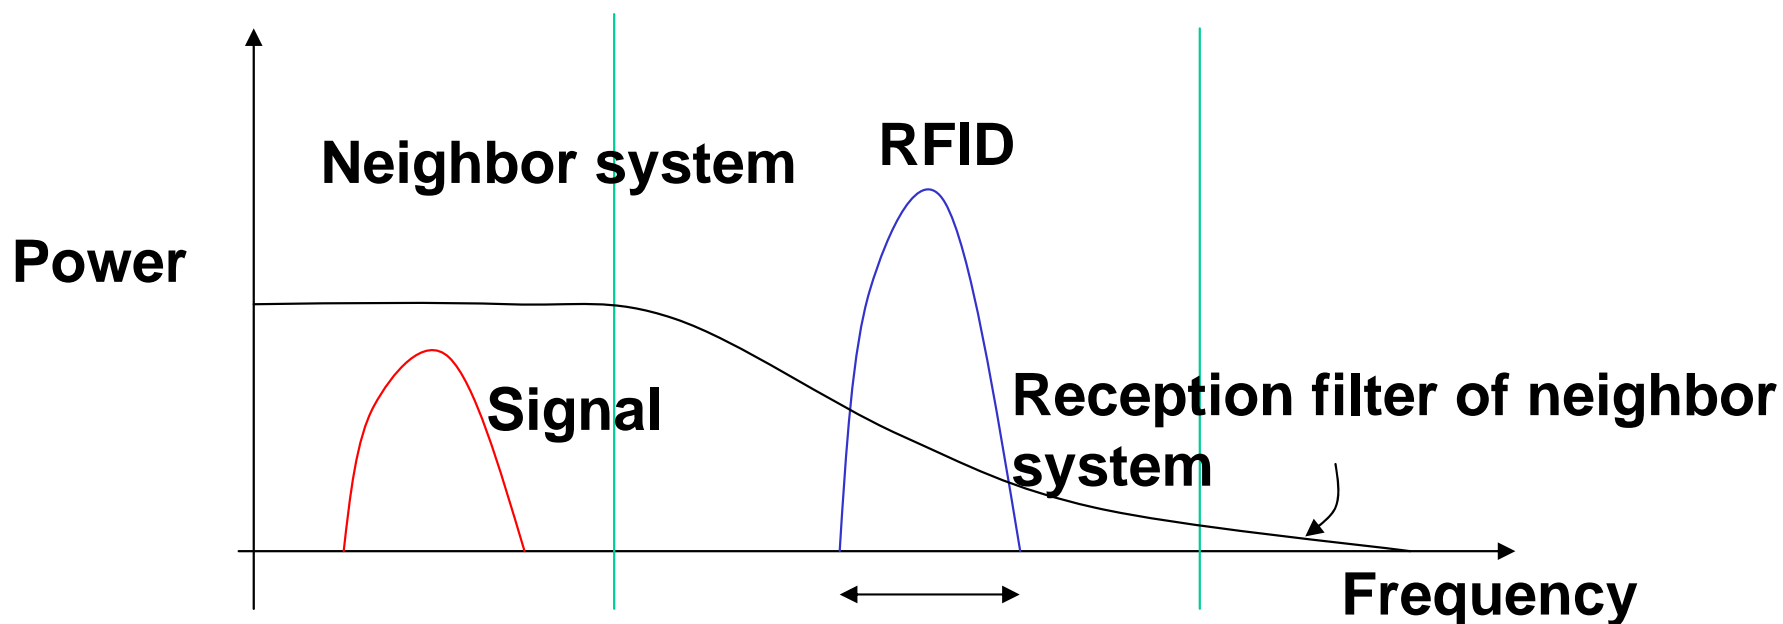 Neighbor system
RFID
Power
Signal
Reception filter of neighbor
system
Frequency